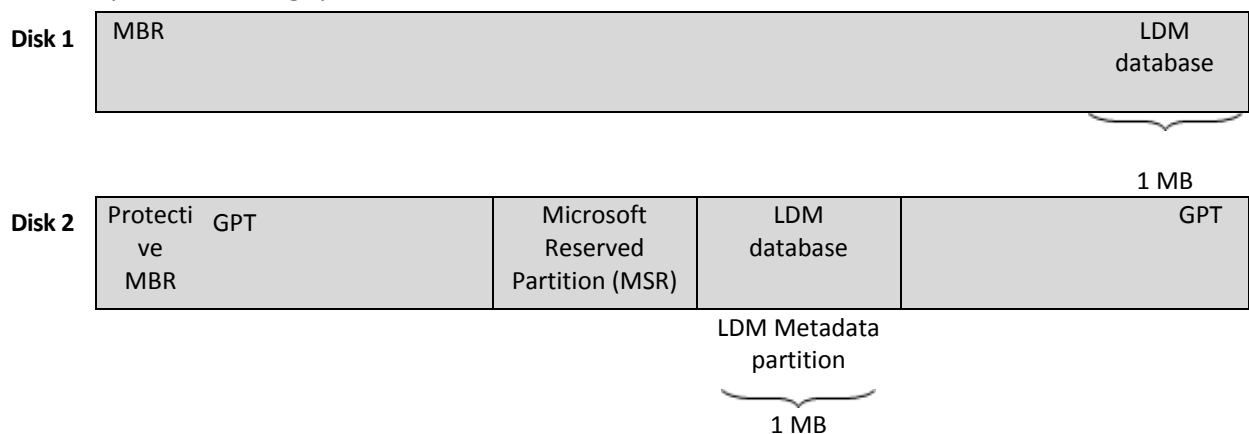 Disk 1
MBR
LDM
database
1 MB
Disk 2
Protecti
ve
MBR
GPT
Microsoft
Reserved
Partition (MSR)
LDM
database
GPT
LDM Metadata
partition
1 MB